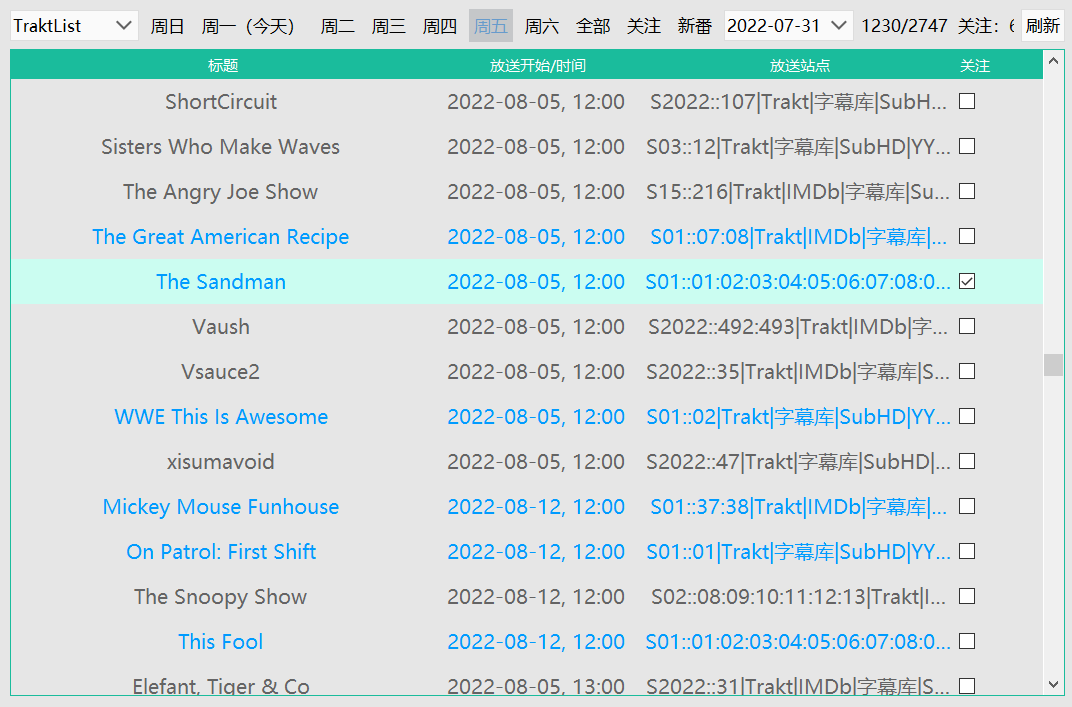 TraktList 周日 周一（今天） 周二 周三 周四 周五 周六 全部 关注 新番 2022-07-31 1230/2747 关注： 刷新
标题 放送开始/时间 放送站点 关注
ShortCircuit 2022-08-05, 12:00 S2022::107|Trakt|字幕库|SubH...
Sisters Who Make Waves 2022-08-05, 12:00 S03::12|Trakt|字幕库|SubHD|YY...
The Angry Joe Show 2022-08-05, 12:00 S15::216|Trakt|IMDb|字幕库|Su...
The Great American Recipe 2022-08-05, 12:00 S01::07:08|Trakt|IMDb|字幕库|...
The Sandman 2022-08-05, 12:00 S01::01:02:03:04:05:06:07:08:0...
Vaush 2022-08-05, 12:00 S2022::492:493|Trakt|IMDb|字...
Vsauce2 2022-08-05, 12:00 S2022::35|Trakt|IMDb|字幕库|S...
WWE This Is Awesome 2022-08-05, 12:00 S01::02|Trakt|字幕库|SubHD|YY...
xisumavoid 2022-08-05, 12:00 S2022::47|Trakt|字幕库|SubHD|...
Mickey Mouse Funhouse 2022-08-12, 12:00 S01::37:38|Trakt|IMDb|字幕库|...
On Patrol: First Shift 2022-08-12, 12:00 S01::01|Trakt|字幕库|SubHD|YY...
The Snoopy Show 2022-08-12, 12:00 S02::08:09:10:11:12:13|Trakt|I...
This Fool 2022-08-12, 12:00 S01::01:02:03:04:05:06:07:08:0...
Elefant, Tiger & Co 2022-08-05, 13:00 S2022::31|Trakt|IMDb|字幕库|S...